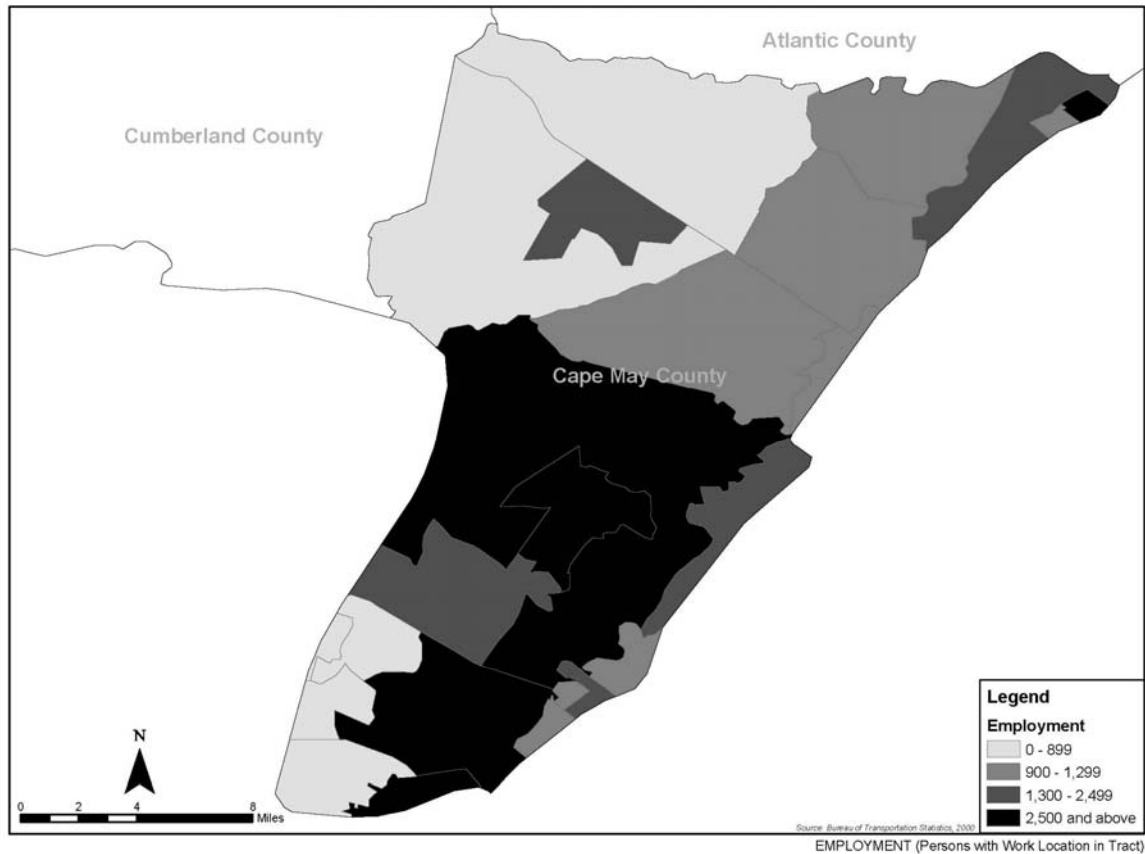 Atlantic County
Cumberland County
Cape May County
N
0 2 4 8
Miles
Legend
Employment
0 - 899
900 - 1,299
1,300 - 2,499
2,500 and above
Source: Bureau of Transportation Statistics, 2000
EMPLOYMENT (Persons with Work Location in Tract)